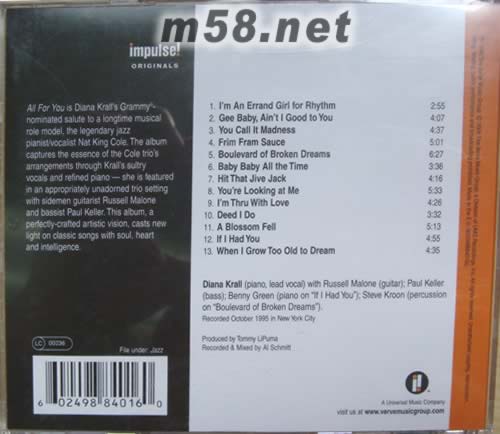 m58.net
impulse!
ORIGINALS
All For You is Diana Krall's Grammy-
nominated salute to a longtime musical
role model, the legendary jazz
pianist/vocalist Nat King Cole. The album
captures the essence of the Cole trio's
arrangements through Krall's sultry
vocals and refined piano — she is
featured in an appropriately unadorned trio setting
with sidemen guitarist Russell Malone
and bassist Paul Keller. This album, a
perfectly-crafted artistic vision, casts new
light on classic songs with soul, heart
and intelligence.
LC 00236
File under: Jazz
6 02498 84016 0
1. I'm An Errand Girl for Rhythm 2:55
2. Gee Baby, Ain't I Good to You 4:07
3. You Call It Madness 4:37
4. Frim Fram Sauce 5:01
5. Boulevard of Broken Dreams 6:27
6. Baby Baby All the Time 3:36
7. Hit That Jive Jack 4:16
8. You're Looking at Me 5:33
9. I'm Thru With Love 4:26
10. Deed I Do 3:51
11. A Blossom Fell 5:13
12. If I Had You 4:55
13. When I Grow Too Old to Dream 4:35
Diana Krall (piano, lead vocal) with Russell Malone (guitar); Paul Keller
(bass); Benny Green (piano on "If I Had You"); Steve Kroon (percussion
on "Boulevard of Broken Dreams").
Recorded October 1995 in New York City
Produced by Tommy LiPuma
Recorded & Mixed by Al Schmitt
A Universal Music Company
visit us at www.vervemusicgroup.com